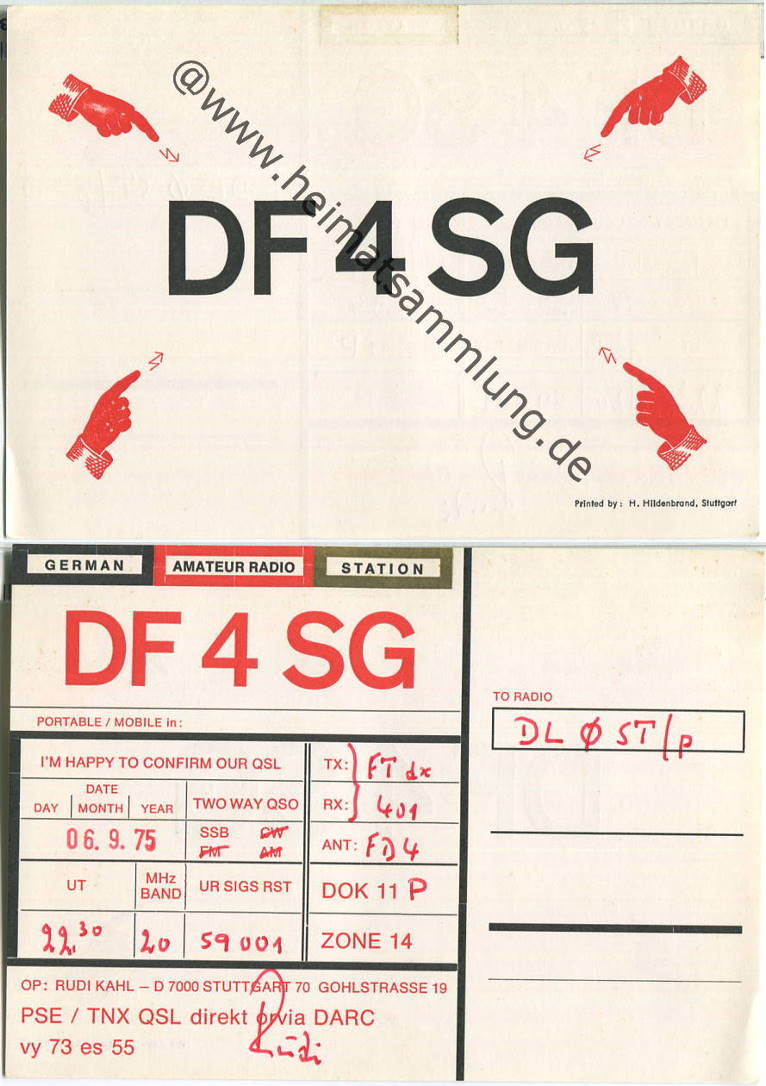 @www.heimatsammlung.de
DF 4 SG
Printed by: H. Hildenbrand, Stuttgart
GERMAN AMATEUR RADIO STATION
DF 4 SG
PORTABLE / MOBILE in:
TO RADIO
DL Ø ST/p
I'M HAPPY TO CONFIRM OUR QSL
TX: FT dx
DATE
DAY MONTH YEAR
TWO WAY QSO
RX: 401
06. 9. 75
SSB CW
FM AM
ANT: FD4
UT
MHz BAND
UR SIGS RST
DOK 11 P
22.30
20
59 001
ZONE 14
OP: RUDI KAHL – D 7000 STUTTGART 70 GOHLSTRASSE 19
PSE / TNX QSL direkt orvia DARC
vy 73 es 55
Rudi